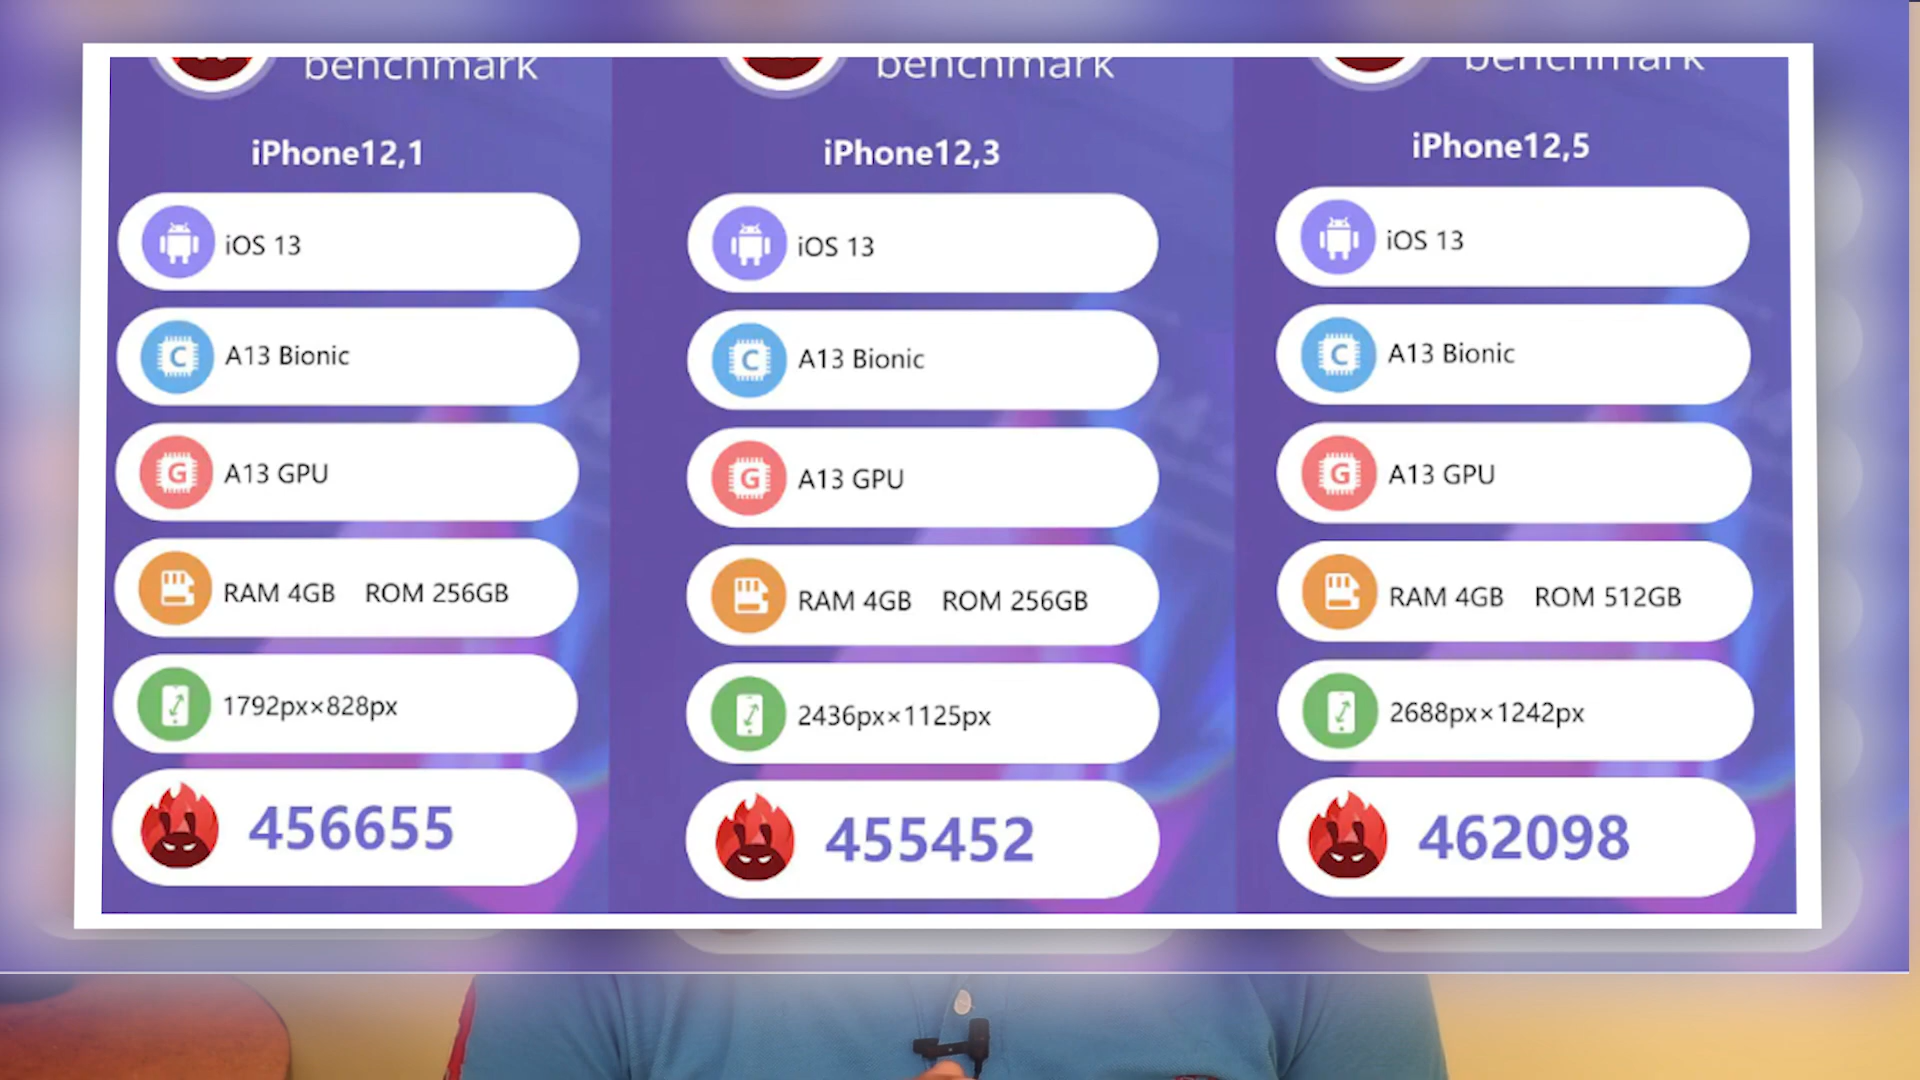 benchmark
iPhone12,1
iOS 13
C
A13 Bionic
G
A13 GPU
RAM 4GB ROM 256GB
1792px×828px
456655
benchmark
iPhone12,3
iOS 13
C
A13 Bionic
G
A13 GPU
RAM 4GB ROM 256GB
2436px×1125px
455452
benchmark
iPhone12,5
iOS 13
C
A13 Bionic
G
A13 GPU
RAM 4GB ROM 512GB
2688px×1242px
462098